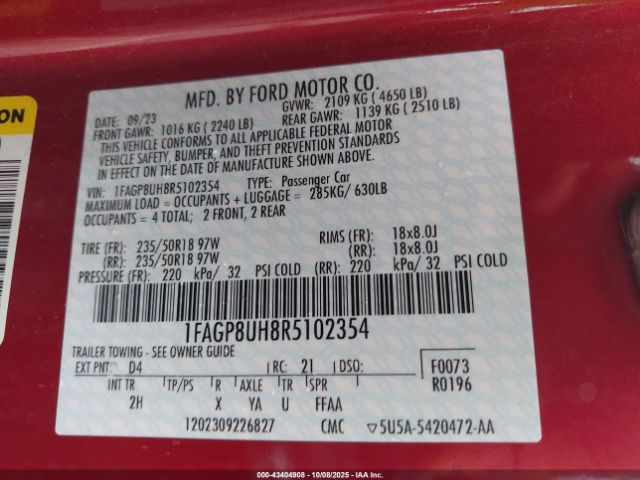 ION
MFD. BY FORD MOTOR CO.
DATE: 09/23 GVWR: 2109 KG ( 4650 LB)
FRONT GAWR: 1016 KG ( 2240 LB) REAR GAWR: 1139 KG ( 2510 LB)
THIS VEHICLE CONFORMS TO ALL APPLICABLE FEDERAL MOTOR
VEHICLE SAFETY, BUMPER, AND THEFT PREVENTION STANDARDS
IN EFFECT ON THE DATE OF MANUFACTURE SHOWN ABOVE.
VIN: 1FAGP8UH8R5102354 TYPE: Passenger Car
MAXIMUM LOAD = OCCUPANTS + LUGGAGE = 285KG/ 630LB
OCCUPANTS = 4 TOTAL; 2 FRONT, 2 REAR
TIRE (FR): 235/50R18 97W RIMS (FR): 18x8.0J
(RR): 235/50R18 97W (RR): 18x8.0J
PRESSURE (FR): 220 kPa/ 32 PSI COLD (RR): 220 kPa/ 32 PSI COLD
1FAGP8UH8R5102354
TRAILER TOWING - SEE OWNER GUIDE
EXT PNT: D4 RC: 21 DSO: F0073
INT TR TP/PS R AXLE TR SPR R0196
2H X YA U FFAA
1202309226827 CMC ▽5U5A-5420472-AA
000-43404908 - 10/08/2025 - IAAI.COM